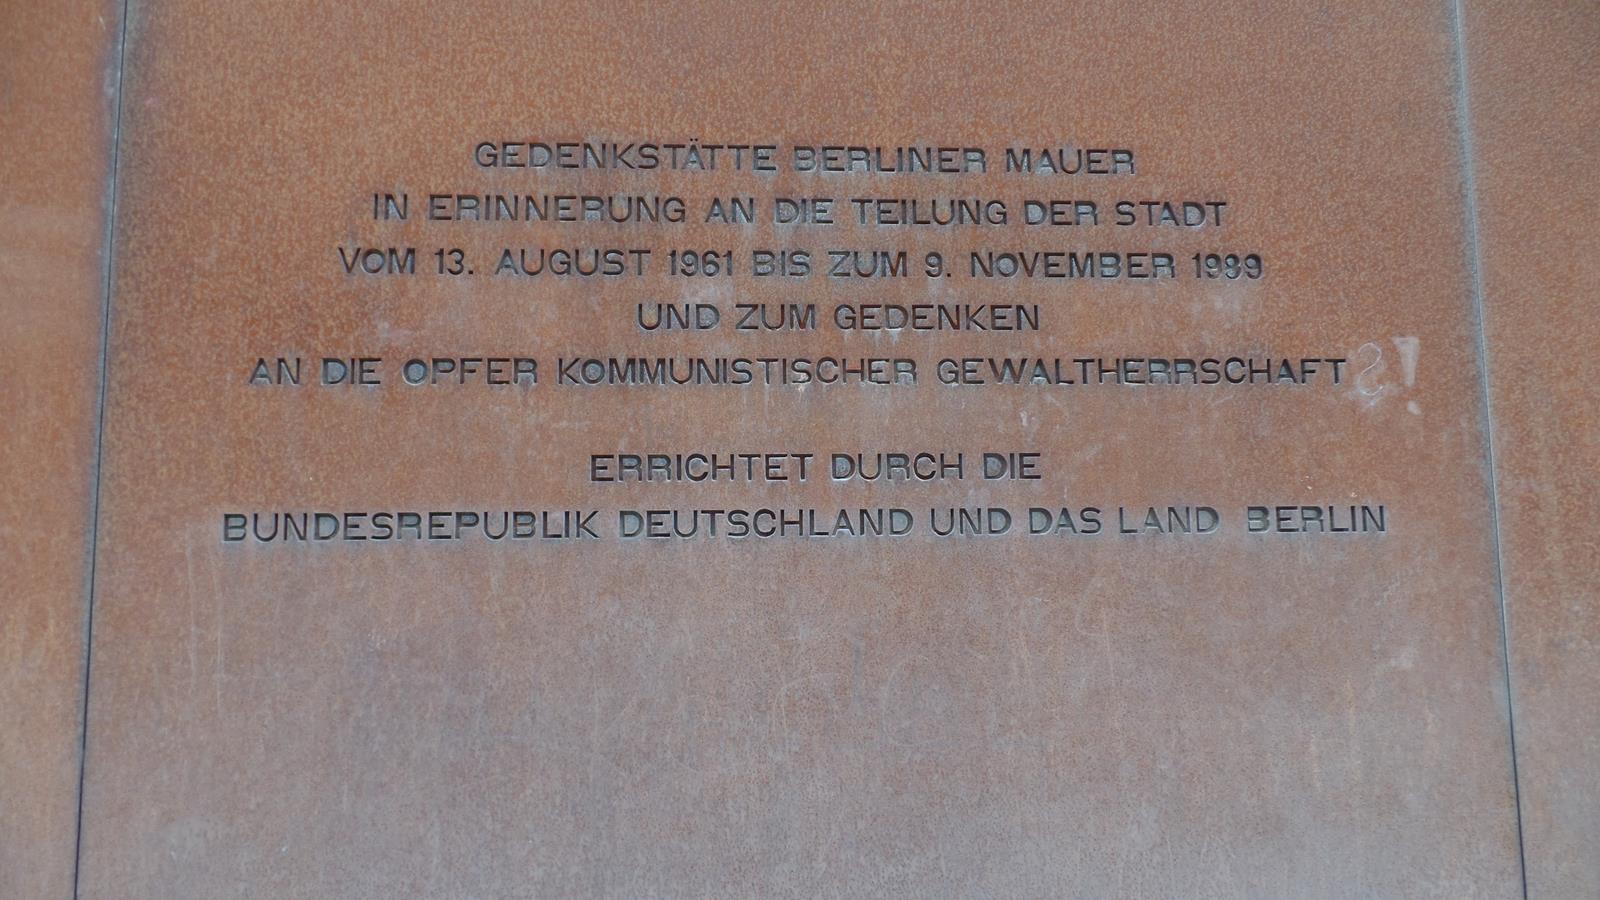 GEDENKSTÄTTE BERLINER MAUER
IN ERINNERUNG AN DIE TEILUNG DER STADT
VOM 13. AUGUST 1961 BIS ZUM 9. NOVEMBER 1989
UND ZUM GEDENKEN
AN DIE OPFER KOMMUNISTISCHER GEWALTHERRSCHAFT
ERRICHTET DURCH DIE
BUNDESREPUBLIK DEUTSCHLAND UND DAS LAND BERLIN